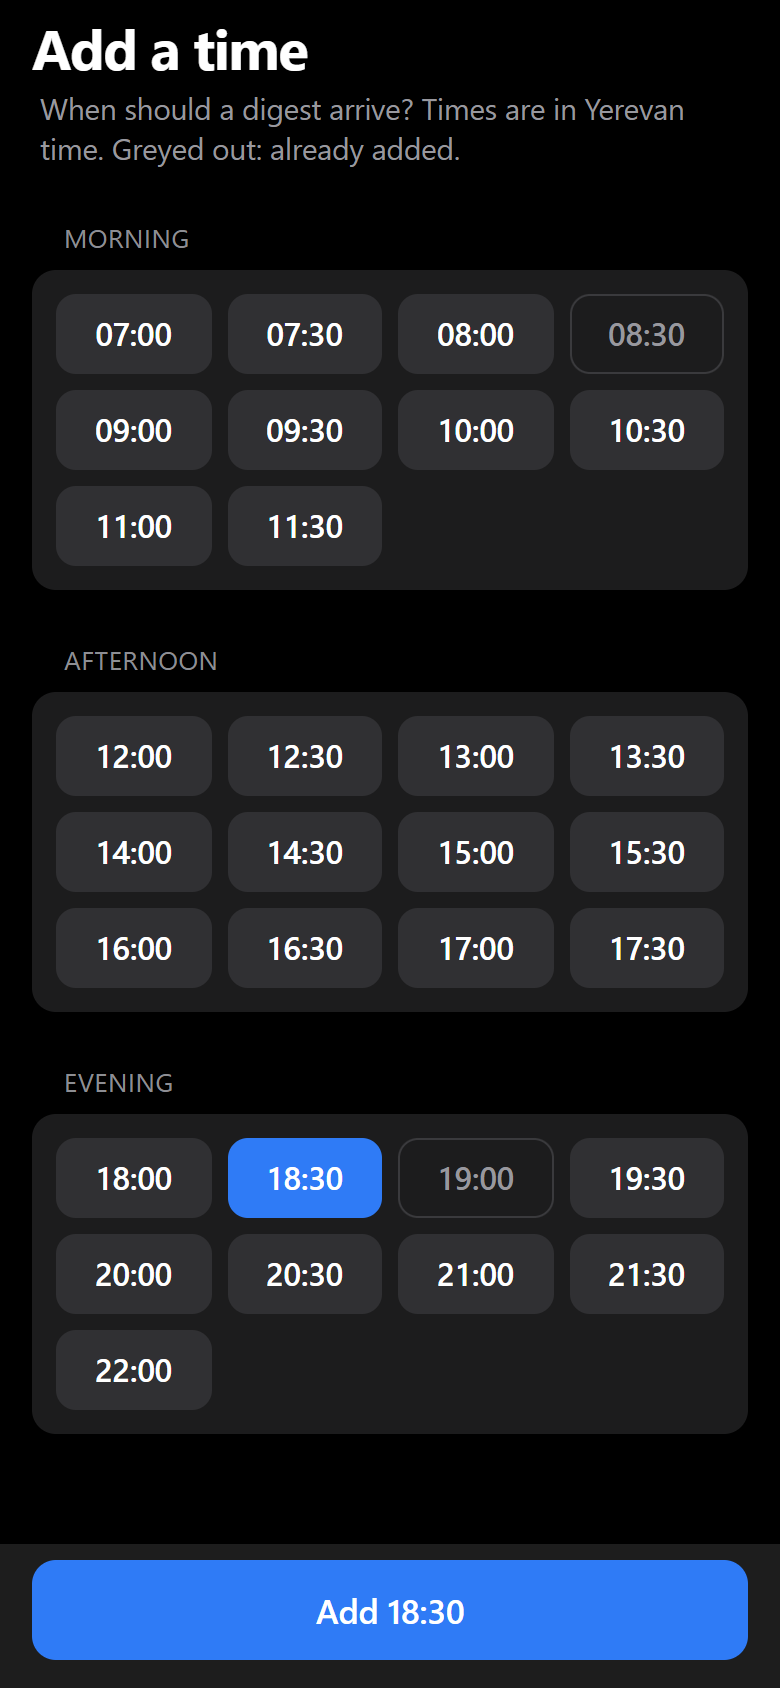 Add a time
When should a digest arrive? Times are in Yerevan
time. Greyed out: already added.
MORNING
07:00 07:30 08:00 08:30
09:00 09:30 10:00 10:30
11:00 11:30
AFTERNOON
12:00 12:30 13:00 13:30
14:00 14:30 15:00 15:30
16:00 16:30 17:00 17:30
EVENING
18:00 18:30 19:00 19:30
20:00 20:30 21:00 21:30
22:00
Add 18:30